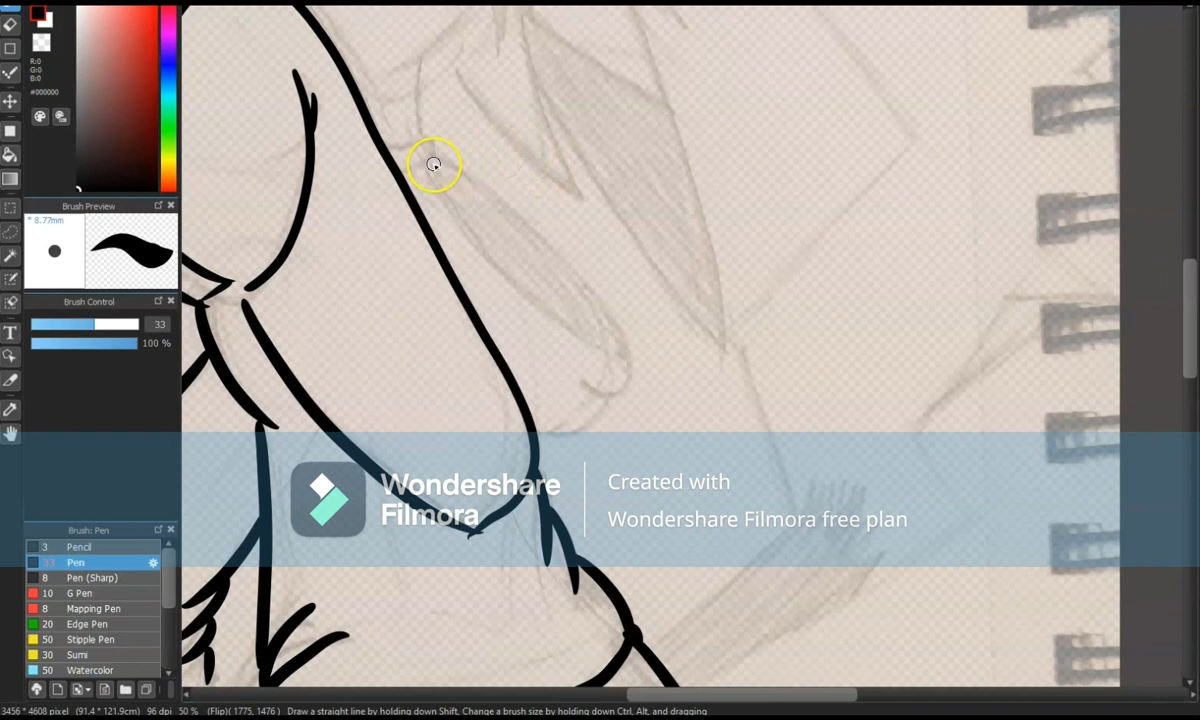 R:0
G:0
B:0
#000000
Brush Preview
* 8.77mm
Brush Control
33
100 %
T
Wondershare
Filmora
Created with
Wondershare Filmora free plan
Brush: Pen
3 Pencil
33 Pen
8 Pen (Sharp)
10 G Pen
8 Mapping Pen
20 Edge Pen
50 Stipple Pen
30 Sumi
50 Watercolor
3456 * 4608 pixel (91.4 * 121.9cm) 96 dpi 50 % (Flip)( 1775, 1476 ) Draw a straight line by holding down Shift, Change a brush size by holding down Ctrl, Alt, and dragging